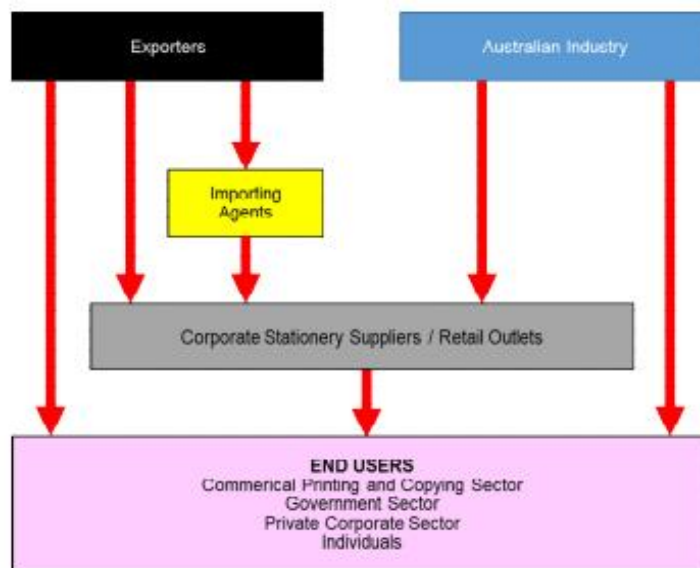 Exporters
Australian Industry
Importing
Agents
Corporate Stationery Suppliers / Retail Outlets
END USERS
Commerical Printing and Copying Sector
Government Sector
Private Corporate Sector
Individuals